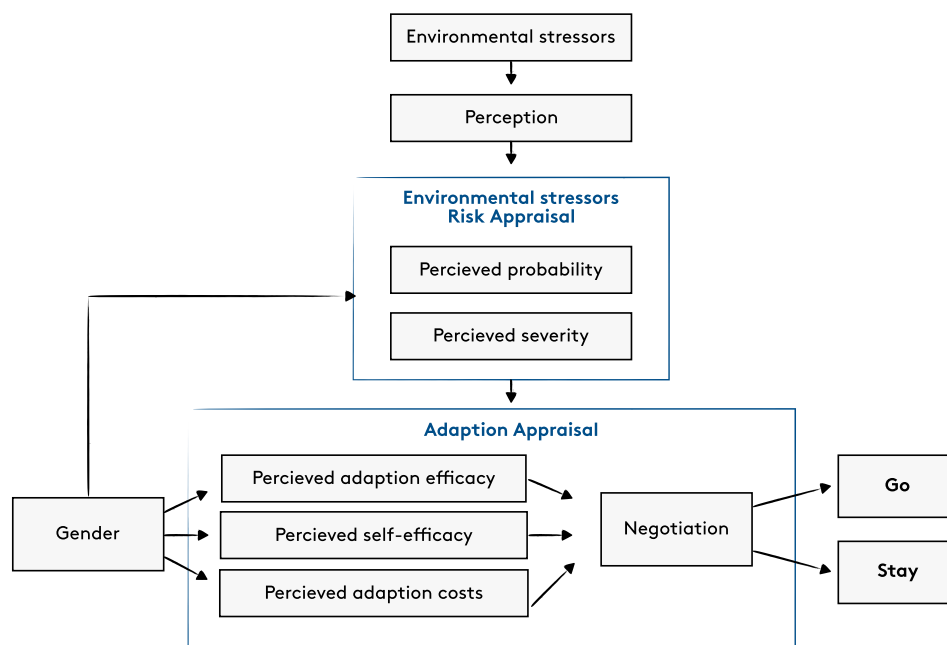 Environmental stressors
Perception
Environmental stressors
Risk Appraisal
Percieved probability
Percieved severity
Adaption Appraisal
Percieved adaption efficacy
Gender
Percieved self-efficacy
Percieved adaption costs
Negotiation
Go
Stay